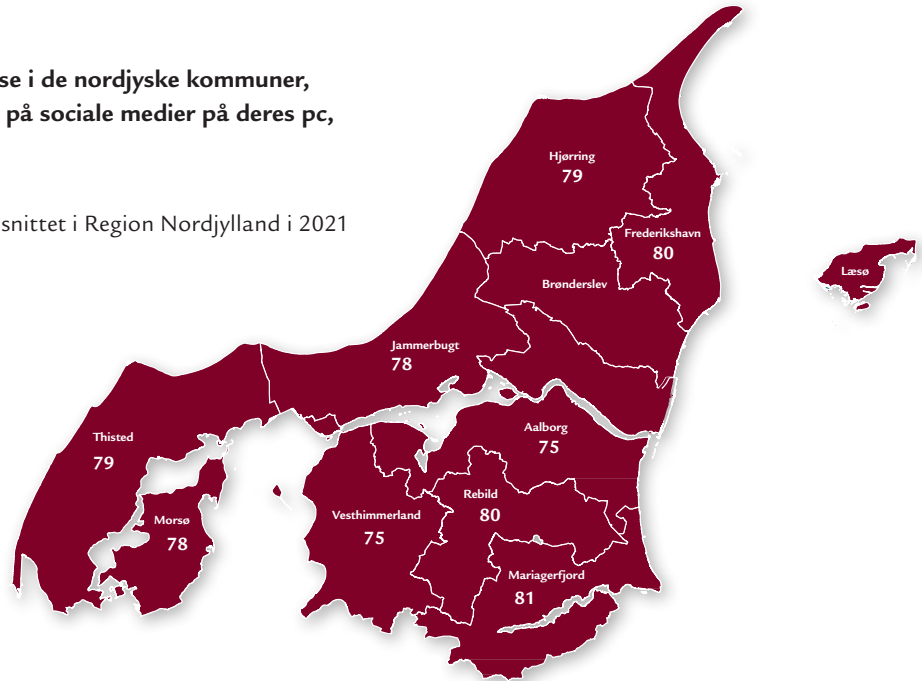 se i de nordjyske kommuner,
på sociale medier på deres pc,
snittet i Region Nordjylland i 2021
Hjørring
79
Frederikshavn
80
Læsø
Brønderslev
Jammerbugt
78
Aalborg
75
Thisted
79
Rebild
80
Vesthimmerland
75
Morsø
78
Mariagerfjord
81